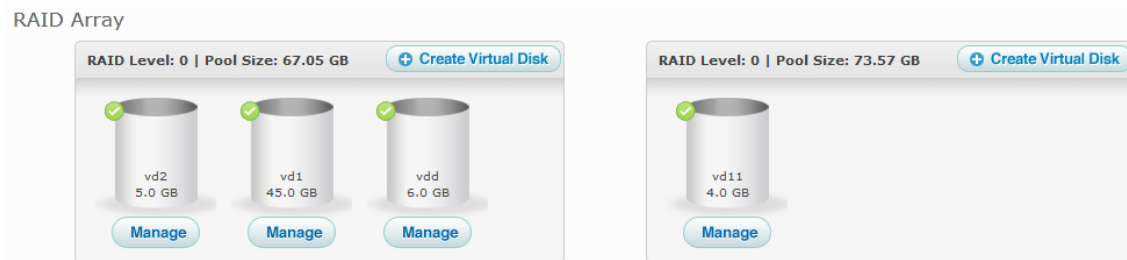 RAID Array
RAID Level: 0 | Pool Size: 67.05 GB
Create Virtual Disk
vd2
5.0 GB
Manage
vd1
45.0 GB
Manage
vdd
6.0 GB
Manage
RAID Level: 0 | Pool Size: 73.57 GB
Create Virtual Disk
vd11
4.0 GB
Manage